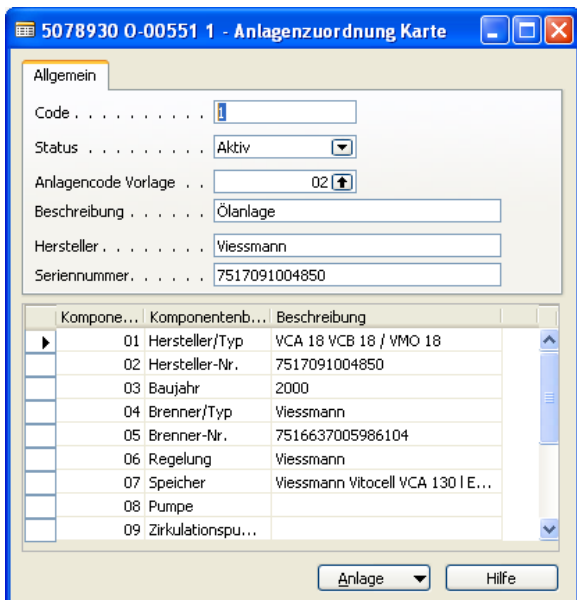 5078930 O-00551 1 - Anlagenzuordnung Karte
Allgemein
Code . . . . . . . . . . 1
Status . . . . . . . . . Aktiv
Anlagencode Vorlage . . 02
Beschreibung . . . . . . Ölanlage
Hersteller . . . . . . . . Viessmann
Seriennummer. . . . . . 7517091004850
Kompone... Komponentenb... Beschreibung
01 Hersteller/Typ VCA 18 VCB 18 / VMO 18
02 Hersteller-Nr. 7517091004850
03 Baujahr 2000
04 Brenner/Typ Viessmann
05 Brenner-Nr. 7516637005986104
06 Regelung Viessmann
07 Speicher Viessmann Vitocell VCA 130 l E...
08 Pumpe
09 Zirkulationspu...
Anlage Hilfe